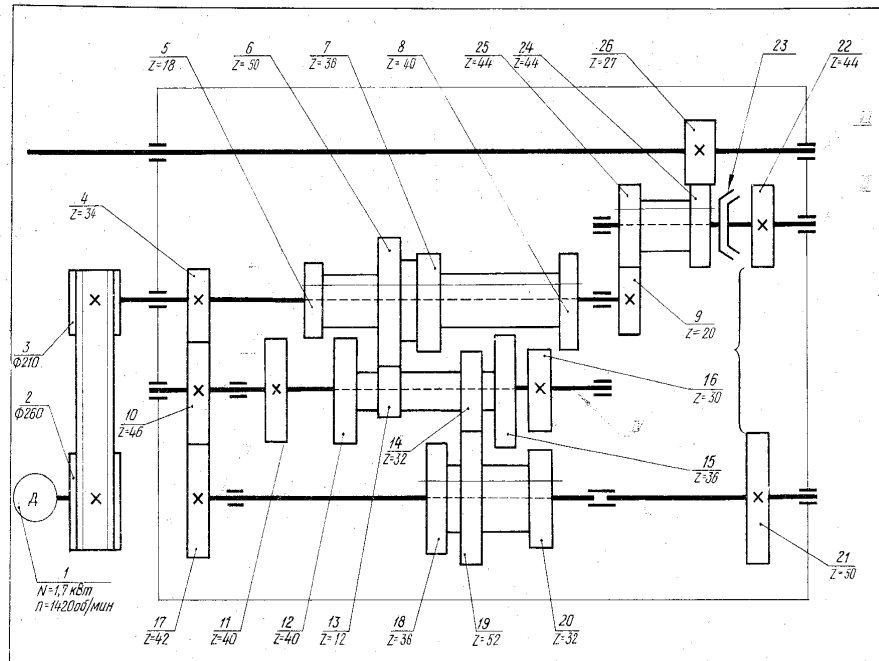 5
Z=18
6
Z=50
7
Z=36
8
Z=40
25
Z=44
24
Z=44
26
Z=27
23
22
Z=44
4
Z=34
3
Ф210
2
Ф260
9
Z=20
10
Z=46
16
Z=30
14
Z=32
15
Z=36
Д
1
N=1,7 кВт
n=1420об/мин
17
Z=42
11
Z=40
12
Z=40
13
Z=12
18
Z=36
19
Z=52
20
Z=32
21
Z=50